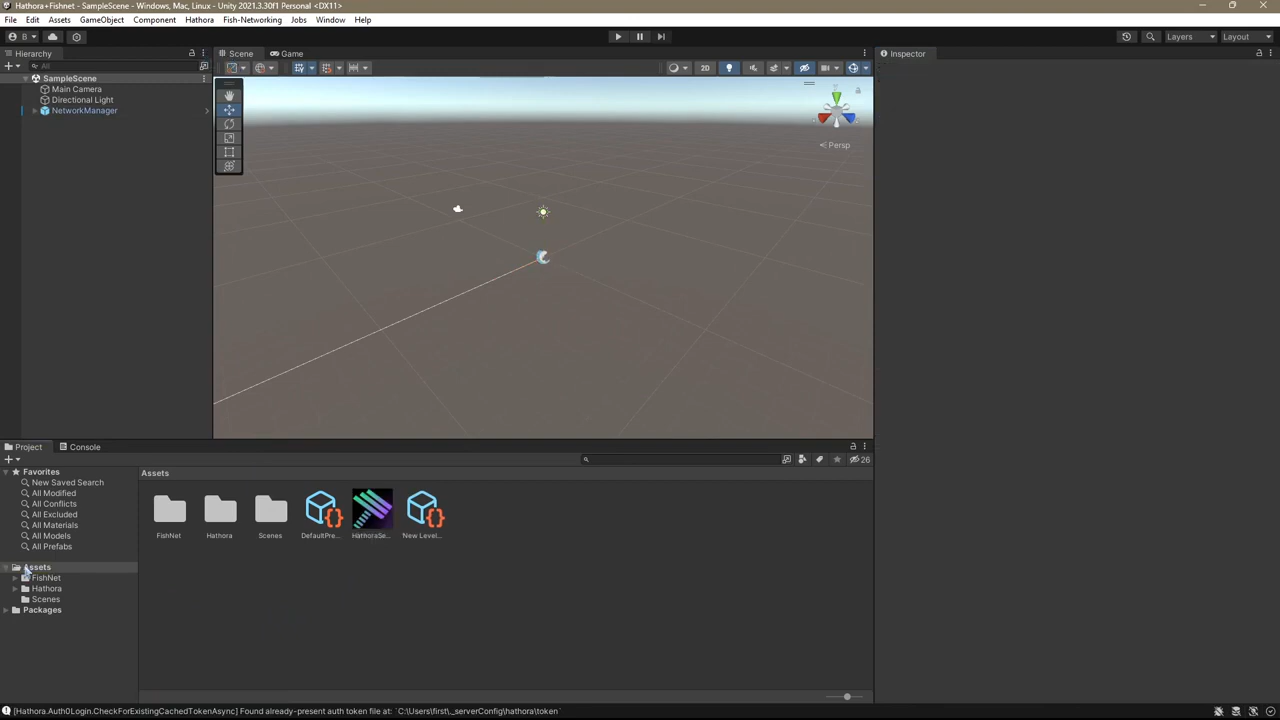 Hathora+Fishnet - SampleScene - Windows, Mac, Linux - Unity 2021.3.30f1 Personal <DX11>
File Edit Assets GameObject Component Hathora Fish-Networking Jobs Window Help
B Layers Layout
Hierarchy Scene Game Inspector
All 2D
SampleScene
Main Camera
Directional Light
NetworkManager
Persp
Project Console
26
Favorites Assets
New Saved Search
All Modified
All Conflicts
All Excluded
All Materials
All Models
All Prefabs
FishNet Hathora Scenes DefaultPre... HathoraSe... New Level...
Assets
FishNet
Hathora
Scenes
Packages
[Hathora.Auth0Login.CheckForExistingCachedTokenAsync] Found already-present auth token file at: `C:\Users\first\_serverConfig\hathora\token`